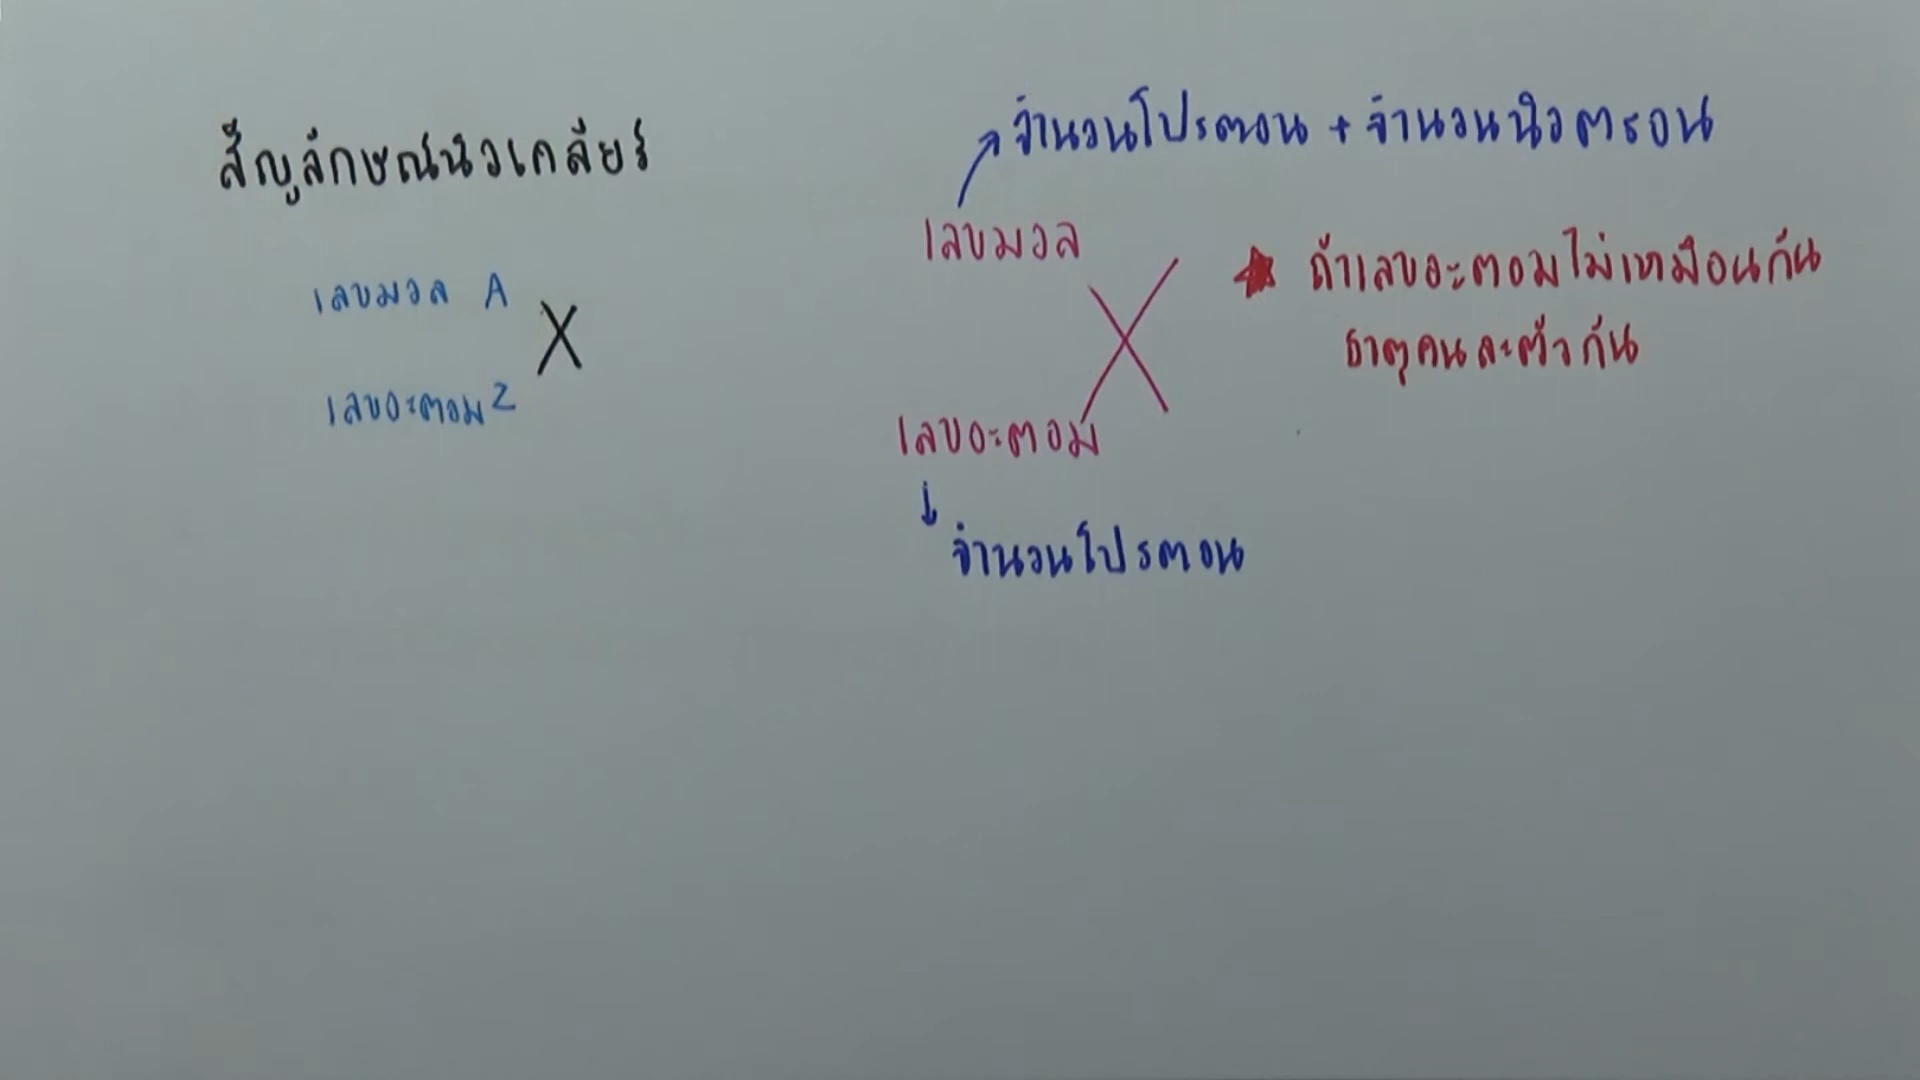 สัญลักษณ์นิวเคลียร์
เลขมวล A
X
เลขอะตอม Z
จำนวนโปรตอน + จำนวนนิวตรอน
เลขมวล
X
เลขอะตอม
จำนวนโปรตอน
ถ้าเลขอะตอมไม่เหมือนกัน
ธาตุคนละตัวกัน